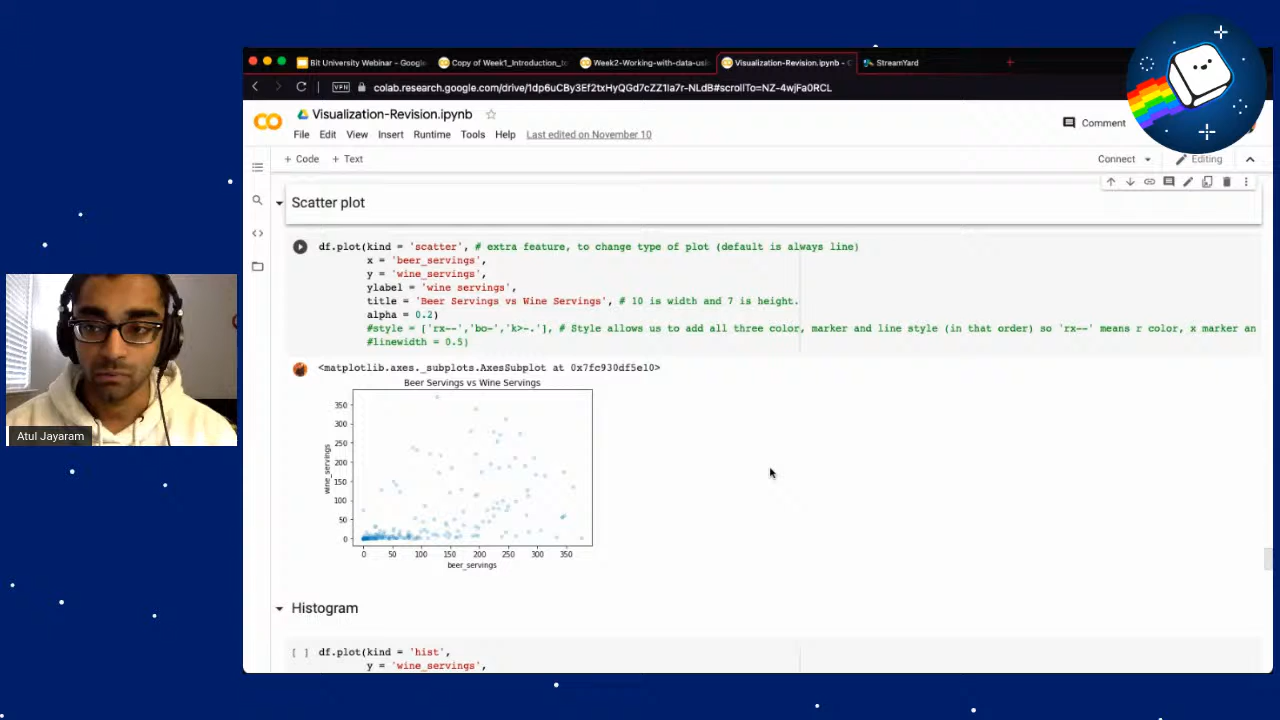 Bit University Webinar - Google
Copy of Week1_Introduction_to
Week2-Working-with-data-usi
Visualization-Revision.ipynb - C
StreamYard
VPN
colab.research.google.com/drive/1dp6uCBy3Ef2txHyQGd7cZZ1Ia7r-NLdB#scrollTo=NZ-4wjFa0RCL
Visualization-Revision.ipynb
Comment
File Edit View Insert Runtime Tools Help Last edited on November 10
+ Code + Text
Connect
Editing
Scatter plot
df.plot(kind = 'scatter', # extra feature, to change type of plot (default is always line)
x = 'beer_servings',
y = 'wine_servings',
ylabel = 'wine servings',
title = 'Beer Servings vs Wine Servings', # 10 is width and 7 is height.
alpha = 0.2)
#style = ['rx--','bo-','k>-.'], # Style allows us to add all three color, marker and line style (in that order) so 'rx--' means r color, x marker an
#linewidth = 0.5)
<matplotlib.axes._subplots.AxesSubplot at 0x7fc930df5e10>
Beer Servings vs Wine Servings
350
300
250
200
150
100
50
0
wine_servings
0 50 100 150 200 250 300 350
beer_servings
Histogram
[ ] df.plot(kind = 'hist',
y = 'wine_servings',
Atul Jayaram